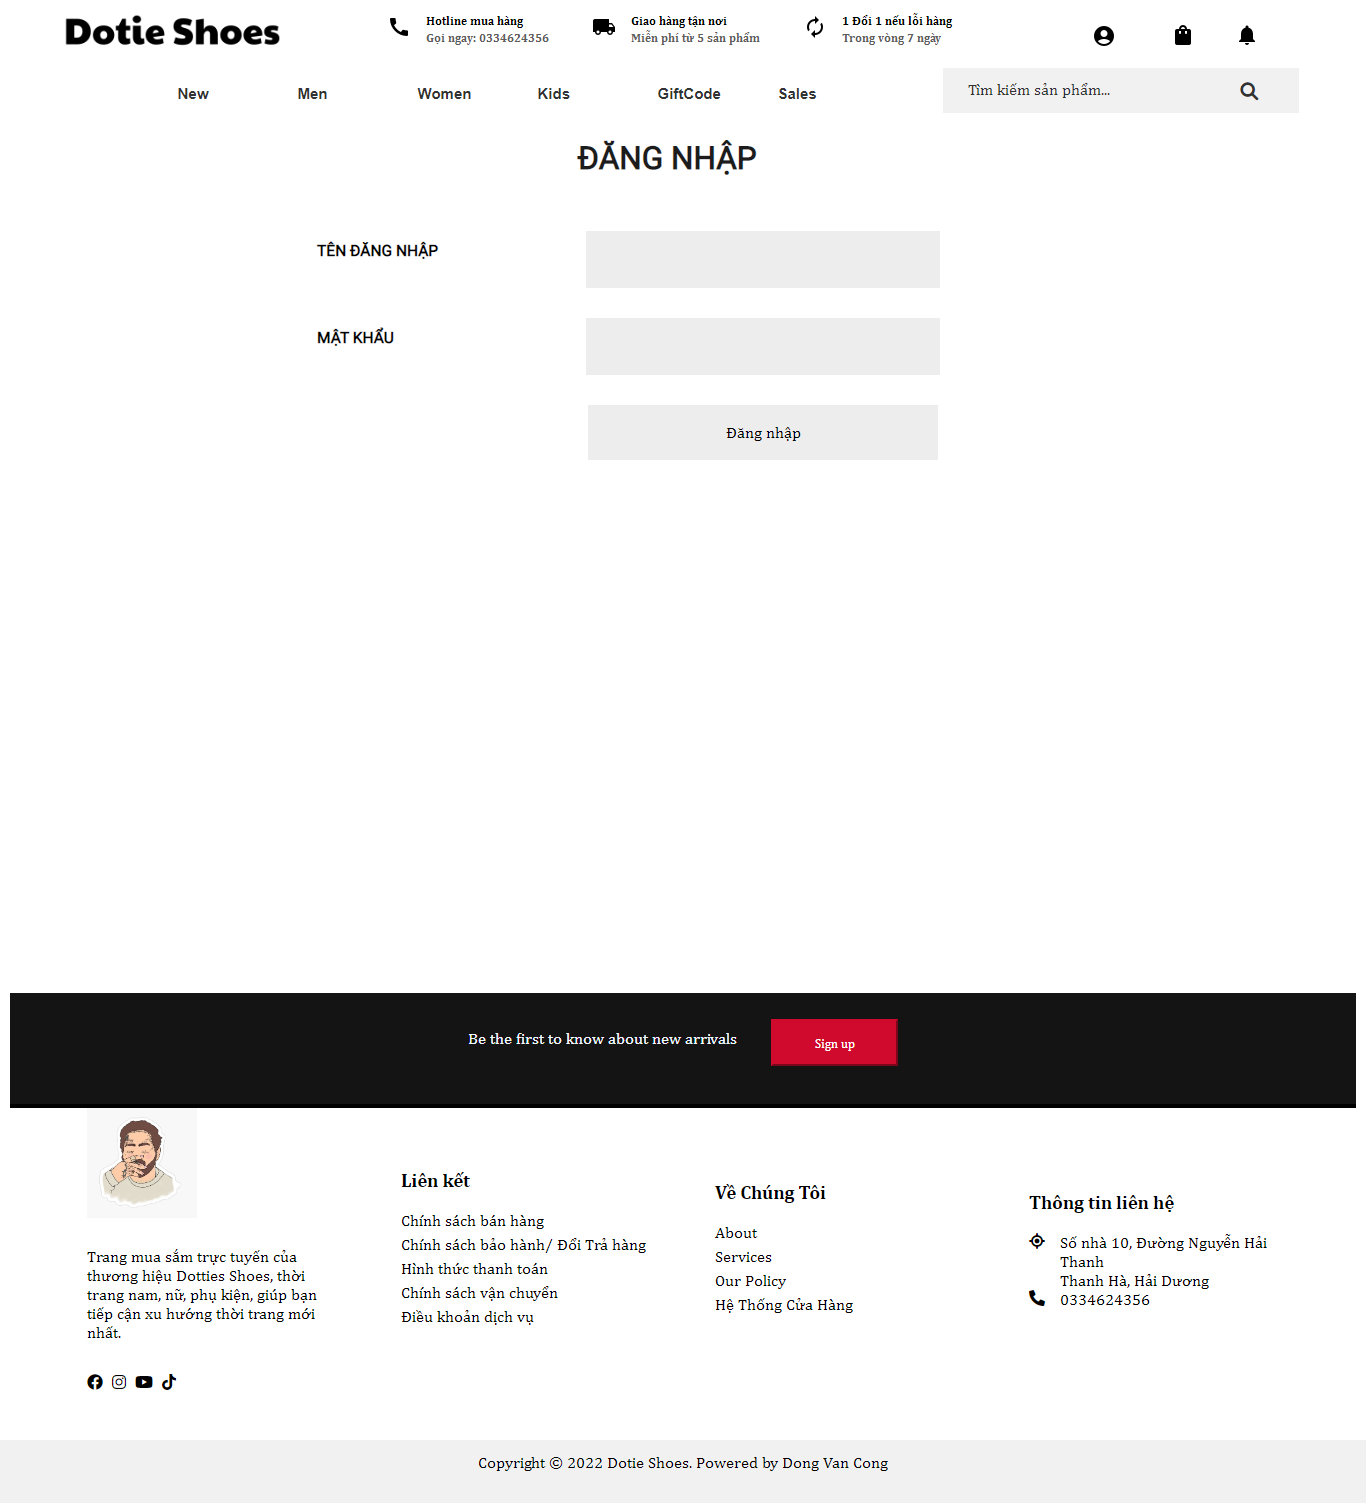 Dotie Shoes
Hotline mua hàng
Gọi ngay: 0334624356
Giao hàng tận nơi
Miễn phí từ 5 sản phẩm
1 Đổi 1 nếu lỗi hàng
Trong vòng 7 ngày
New Men Women Kids GiftCode Sales
Tìm kiếm sản phẩm...
ĐĂNG NHẬP
TÊN ĐĂNG NHẬP
MẬT KHẨU
Đăng nhập
Be the first to know about new arrivals
Sign up
Trang mua sắm trực tuyến của
thương hiệu Dotties Shoes, thời
trang nam, nữ, phụ kiện, giúp bạn
tiếp cận xu hướng thời trang mới
nhất.
Liên kết
Chính sách bán hàng
Chính sách bảo hành/ Đổi Trả hàng
Hình thức thanh toán
Chính sách vận chuyển
Điều khoản dịch vụ
Về Chúng Tôi
About
Services
Our Policy
Hệ Thống Cửa Hàng
Thông tin liên hệ
Số nhà 10, Đường Nguyễn Hải
Thanh
Thanh Hà, Hải Dương
0334624356
Copyright © 2022 Dotie Shoes. Powered by Dong Van Cong